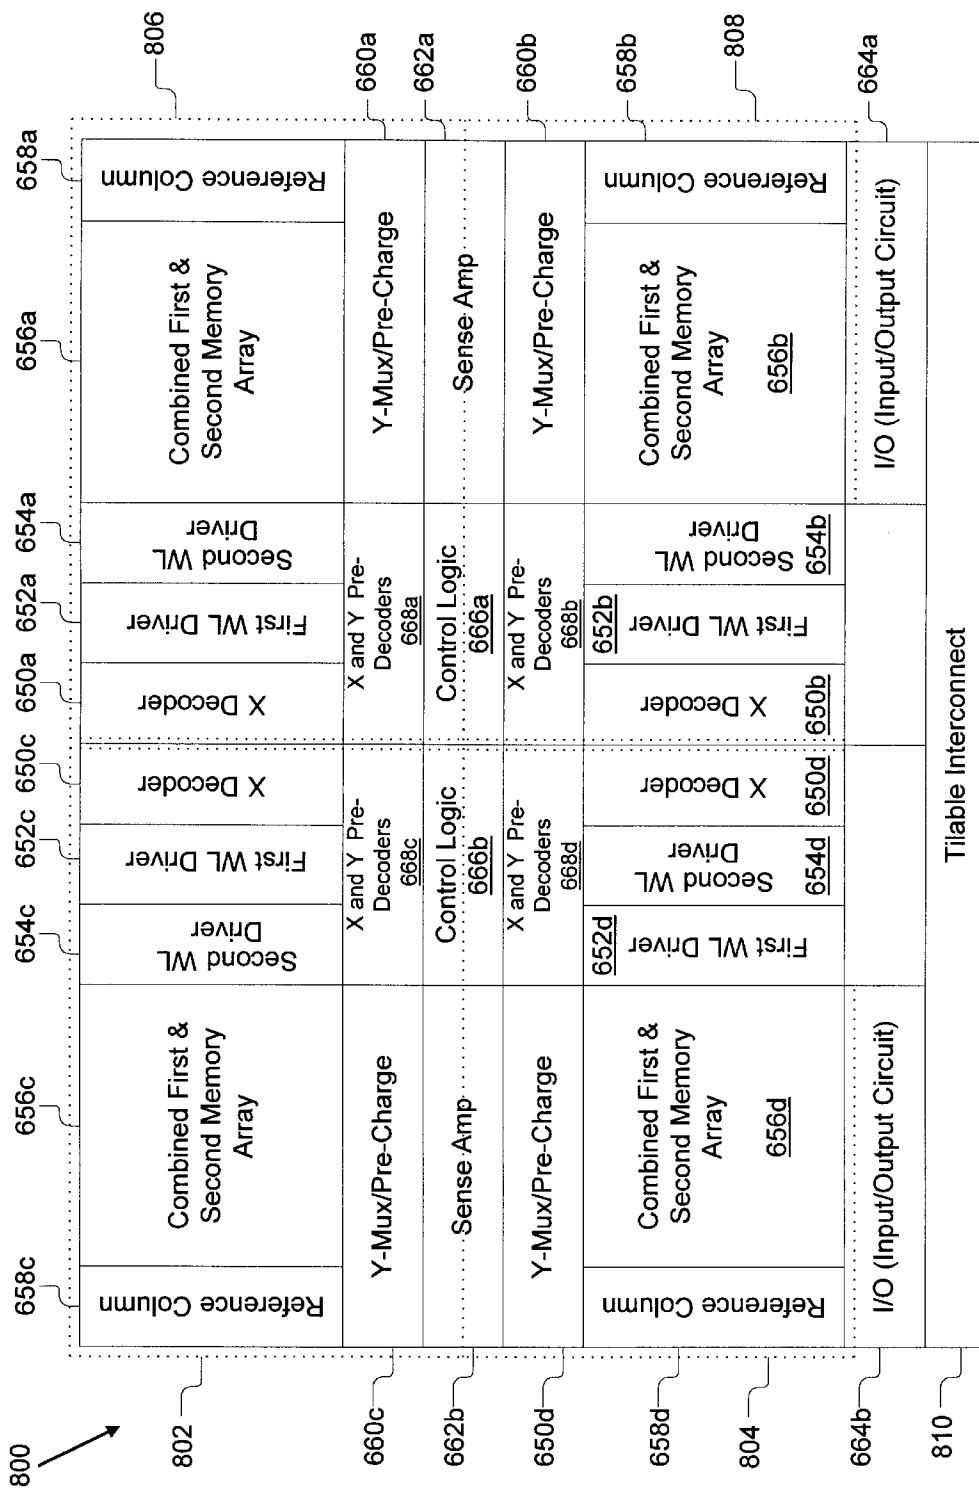 800
658c
656c
654c
652c
650c
650a
652a
654a
656a
658a
806
802
Reference Column
Combined First &
Second Memory
Array
Second WL
Driver
First WL Driver
X Decoder
X Decoder
First WL Driver
Second WL
Driver
Combined First &
Second Memory
Array
Reference Column
660c
Y-Mux/Pre-Charge
X and Y Pre-
Decoders
668c
X and Y Pre-
Decoders
668a
Y-Mux/Pre-Charge
660a
662b
Sense Amp
Control Logic
666b
Control Logic
666a
Sense Amp
662a
650d
Y-Mux/Pre-Charge
X and Y Pre-
Decoders
668d
X and Y Pre-
Decoders
668b
Y-Mux/Pre-Charge
660b
658d
Reference Column
Combined First &
Second Memory
Array
656d
652d
First WL Driver
Second WL
Driver
654d
X Decoder
650d
X Decoder
650b
652b
First WL Driver
Second WL
Driver
654b
Combined First &
Second Memory
Array
656b
Reference Column
658b
804
808
664b
I/O (Input/Output Circuit)
I/O (Input/Output Circuit)
664a
810
Tilable Interconnect